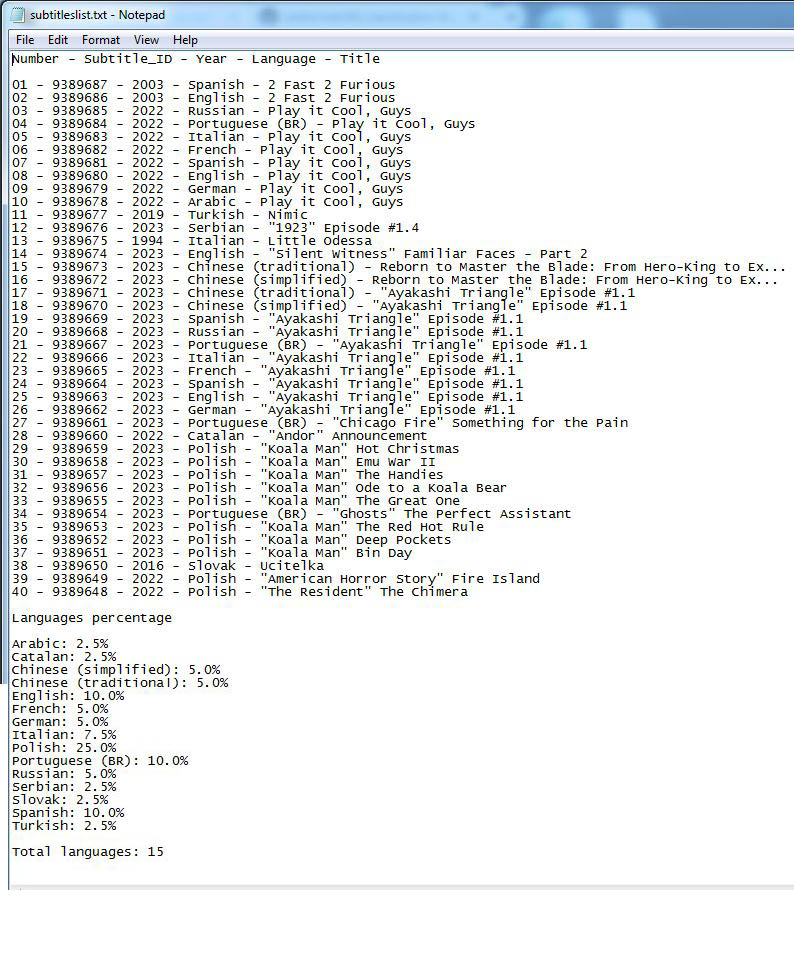 subtitleslist.txt - Notepad
File Edit Format View Help
Number - Subtitle_ID - Year - Language - Title
01 - 9389687 - 2003 - Spanish - 2 Fast 2 Furious
02 - 9389686 - 2003 - English - 2 Fast 2 Furious
03 - 9389685 - 2022 - Russian - Play it Cool, Guys
04 - 9389684 - 2022 - Portuguese (BR) - Play it Cool, Guys
05 - 9389683 - 2022 - Italian - Play it Cool, Guys
06 - 9389682 - 2022 - French - Play it Cool, Guys
07 - 9389681 - 2022 - Spanish - Play it Cool, Guys
08 - 9389680 - 2022 - English - Play it Cool, Guys
09 - 9389679 - 2022 - German - Play it Cool, Guys
10 - 9389678 - 2022 - Arabic - Play it Cool, Guys
11 - 9389677 - 2019 - Turkish - Nimic
12 - 9389676 - 2023 - Serbian - "1923" Episode #1.4
13 - 9389675 - 1994 - Italian - Little Odessa
14 - 9389674 - 2023 - English - "Silent Witness" Familiar Faces - Part 2
15 - 9389673 - 2023 - Chinese (traditional) - Reborn to Master the Blade: From Hero-King to Ex...
16 - 9389672 - 2023 - Chinese (simplified) - Reborn to Master the Blade: From Hero-King to Ex...
17 - 9389671 - 2023 - Chinese (traditional) - "Ayakashi Triangle" Episode #1.1
18 - 9389670 - 2023 - Chinese (simplified) - "Ayakashi Triangle" Episode #1.1
19 - 9389669 - 2023 - Spanish - "Ayakashi Triangle" Episode #1.1
20 - 9389668 - 2023 - Russian - "Ayakashi Triangle" Episode #1.1
21 - 9389667 - 2023 - Portuguese (BR) - "Ayakashi Triangle" Episode #1.1
22 - 9389666 - 2023 - Italian - "Ayakashi Triangle" Episode #1.1
23 - 9389665 - 2023 - French - "Ayakashi Triangle" Episode #1.1
24 - 9389664 - 2023 - Spanish - "Ayakashi Triangle" Episode #1.1
25 - 9389663 - 2023 - English - "Ayakashi Triangle" Episode #1.1
26 - 9389662 - 2023 - German - "Ayakashi Triangle" Episode #1.1
27 - 9389661 - 2023 - Portuguese (BR) - "Chicago Fire" Something for the Pain
28 - 9389660 - 2022 - Catalan - "Andor" Announcement
29 - 9389659 - 2023 - Polish - "Koala Man" Hot Christmas
30 - 9389658 - 2023 - Polish - "Koala Man" Emu War II
31 - 9389657 - 2023 - Polish - "Koala Man" The Handies
32 - 9389656 - 2023 - Polish - "Koala Man" Ode to a Koala Bear
33 - 9389655 - 2023 - Polish - "Koala Man" The Great One
34 - 9389654 - 2023 - Portuguese (BR) - "Ghosts" The Perfect Assistant
35 - 9389653 - 2023 - Polish - "Koala Man" The Red Hot Rule
36 - 9389652 - 2023 - Polish - "Koala Man" Deep Pockets
37 - 9389651 - 2023 - Polish - "Koala Man" Bin Day
38 - 9389650 - 2016 - Slovak - Ucitelka
39 - 9389649 - 2022 - Polish - "American Horror Story" Fire Island
40 - 9389648 - 2022 - Polish - "The Resident" The Chimera
Languages percentage
Arabic: 2.5%
Catalan: 2.5%
Chinese (simplified): 5.0%
Chinese (traditional): 5.0%
English: 10.0%
French: 5.0%
German: 5.0%
Italian: 7.5%
Polish: 25.0%
Portuguese (BR): 10.0%
Russian: 5.0%
Serbian: 2.5%
Slovak: 2.5%
Spanish: 10.0%
Turkish: 2.5%
Total languages: 15